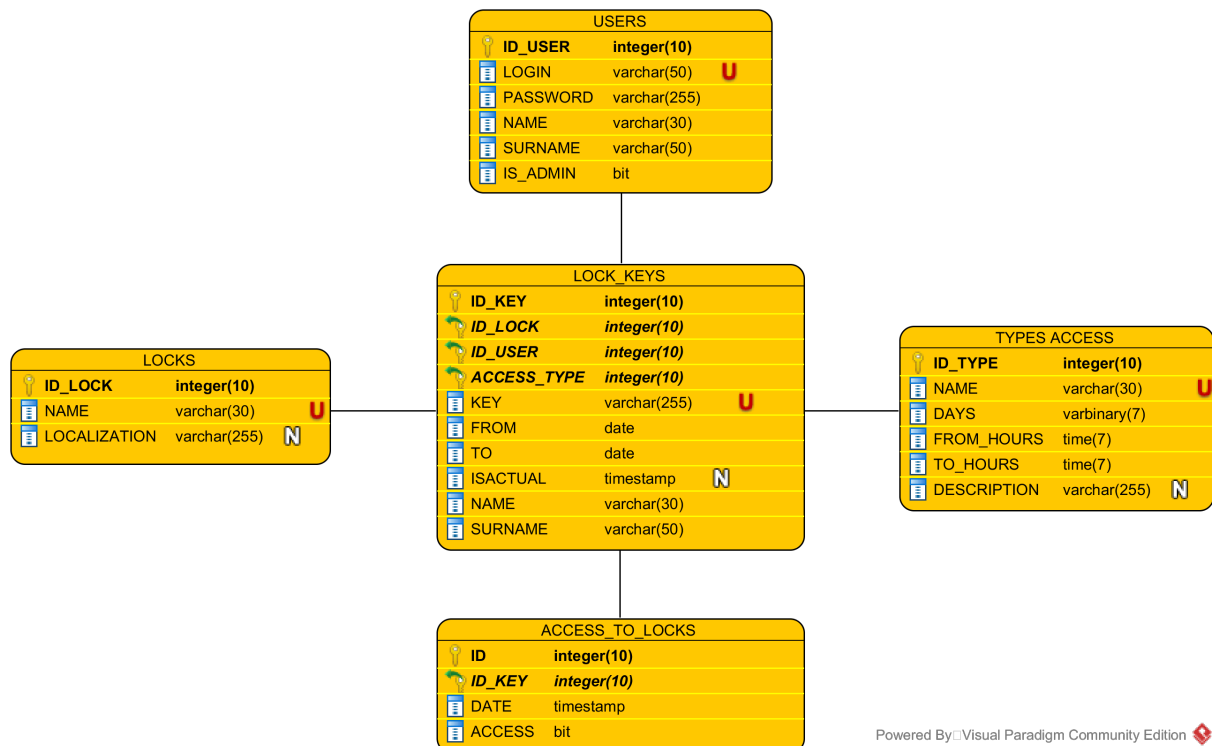 USERS
ID_USER integer(10)
LOGIN varchar(50) U
PASSWORD varchar(255)
NAME varchar(30)
SURNAME varchar(50)
IS_ADMIN bit
LOCK_KEYS
ID_KEY integer(10)
ID_LOCK integer(10)
ID_USER integer(10)
ACCESS_TYPE integer(10)
KEY varchar(255) U
FROM date
TO date
ISACTUAL timestamp N
NAME varchar(30)
SURNAME varchar(50)
LOCKS
ID_LOCK integer(10)
NAME varchar(30) U
LOCALIZATION varchar(255) N
TYPES ACCESS
ID_TYPE integer(10)
NAME varchar(30) U
DAYS varbinary(7)
FROM_HOURS time(7)
TO_HOURS time(7)
DESCRIPTION varchar(255) N
ACCESS_TO_LOCKS
ID integer(10)
ID_KEY integer(10)
DATE timestamp
ACCESS bit
Powered By Visual Paradigm Community Edition